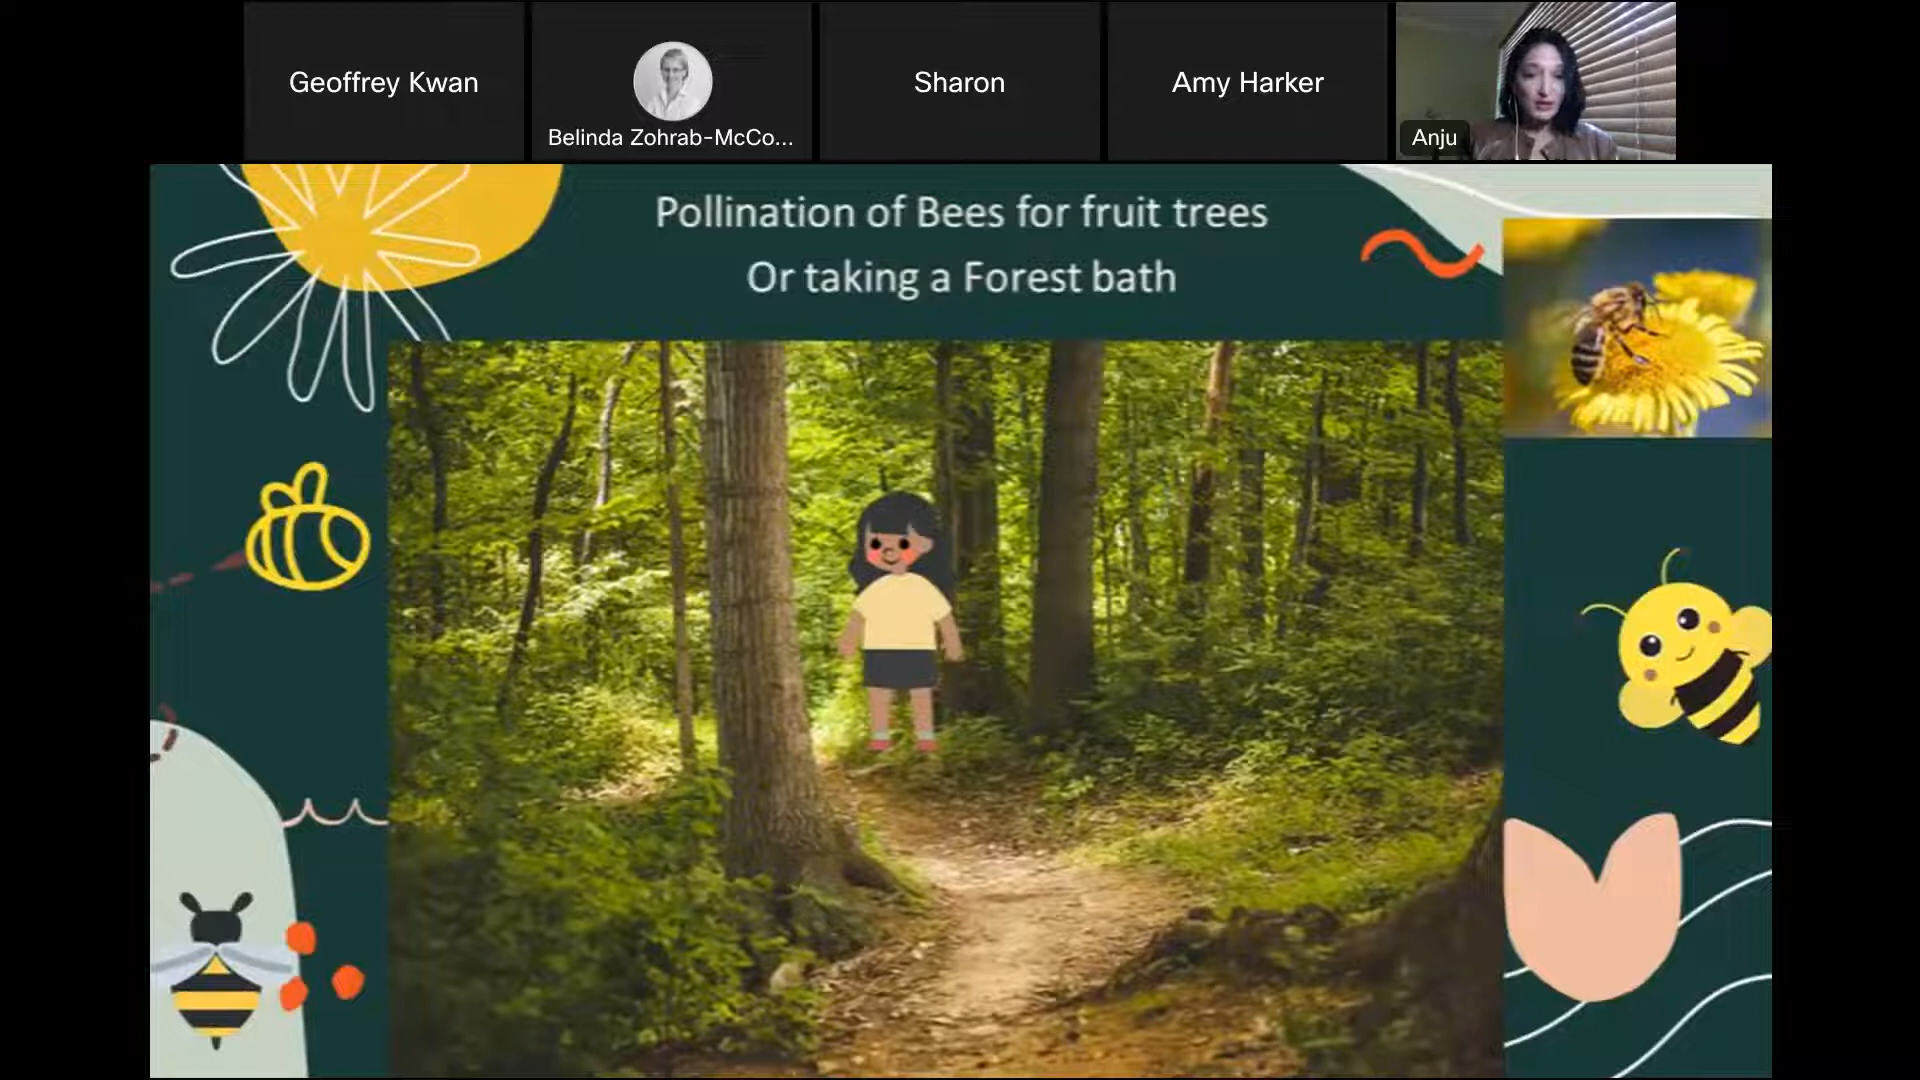 Geoffrey Kwan
Belinda Zohrab-McCo...
Sharon
Amy Harker
Anju
Pollination of Bees for fruit trees
Or taking a Forest bath